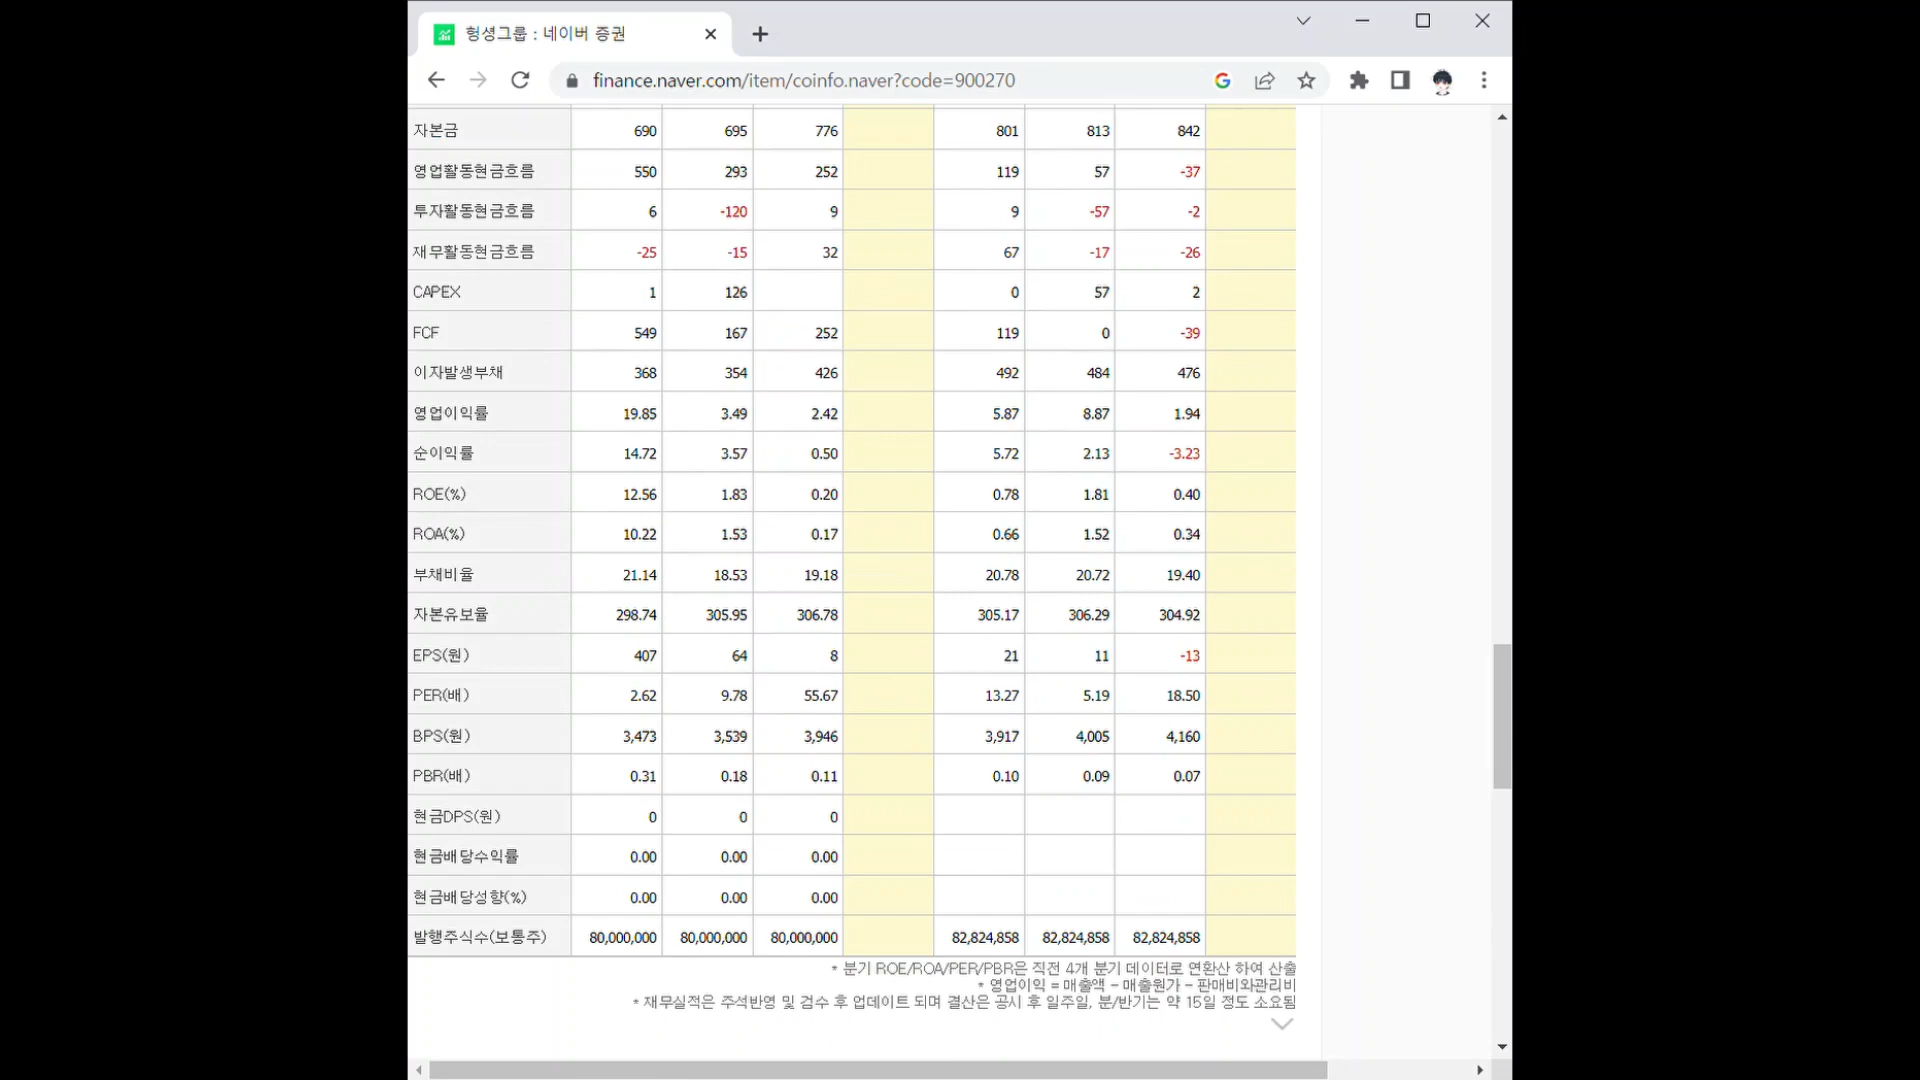 헝셩그룹 : 네이버 증권
finance.naver.com/item/coinfo.naver?code=900270
자본금 690 695 776 801 813 842
영업활동현금흐름 550 293 252 119 57 -37
투자활동현금흐름 6 -120 9 9 -57 -2
재무활동현금흐름 -25 -15 32 67 -17 -26
CAPEX 1 126 0 57 2
FCF 549 167 252 119 0 -39
이자발생부채 368 354 426 492 484 476
영업이익률 19.85 3.49 2.42 5.87 8.87 1.94
순이익률 14.72 3.57 0.50 5.72 2.13 -3.23
ROE(%) 12.56 1.83 0.20 0.78 1.81 0.40
ROA(%) 10.22 1.53 0.17 0.66 1.52 0.34
부채비율 21.14 18.53 19.18 20.78 20.72 19.40
자본유보율 298.74 305.95 306.78 305.17 306.29 304.92
EPS(원) 407 64 8 21 11 -13
PER(배) 2.62 9.78 55.67 13.27 5.19 18.50
BPS(원) 3,473 3,539 3,946 3,917 4,005 4,160
PBR(배) 0.31 0.18 0.11 0.10 0.09 0.07
현금DPS(원) 0 0 0
현금배당수익률 0.00 0.00 0.00
현금배당성향(%) 0.00 0.00 0.00
발행주식수(보통주) 80,000,000 80,000,000 80,000,000 82,824,858 82,824,858 82,824,858
* 분기 ROE/ROA/PER/PBR은 직전 4개 분기 데이터로 연환산 하여 산출
* 영업이익 = 매출액 - 매출원가 - 판매비와관리비
* 재무실적은 주석반영 및 검수 후 업데이트 되며 결산은 공시 후 일주일, 분/반기는 약 15일 정도 소요됨